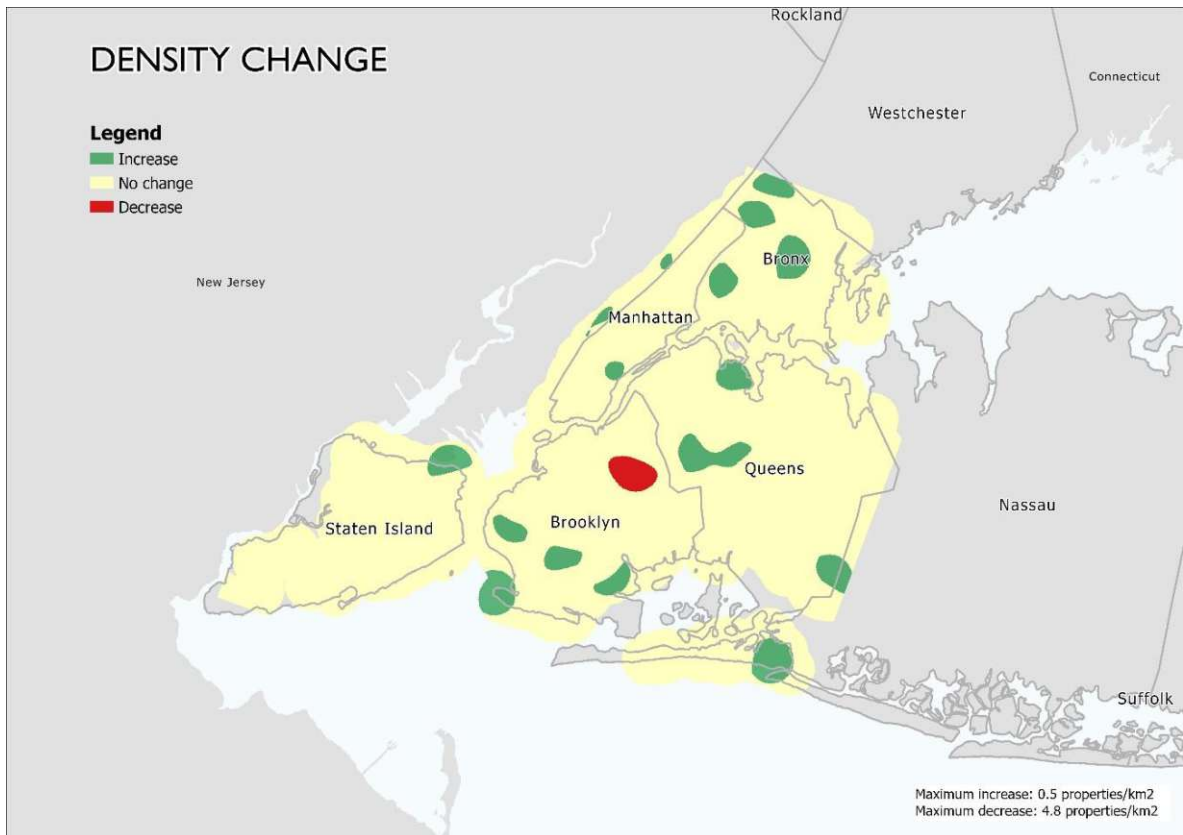 Rockland
DENSITY CHANGE
Connecticut
Westchester
Legend
Increase
No change
Decrease
Bronx
New Jersey
Manhattan
Queens
Nassau
Brooklyn
Staten Island
Suffolk
Maximum increase: 0.5 properties/km2
Maximum decrease: 4.8 properties/km2